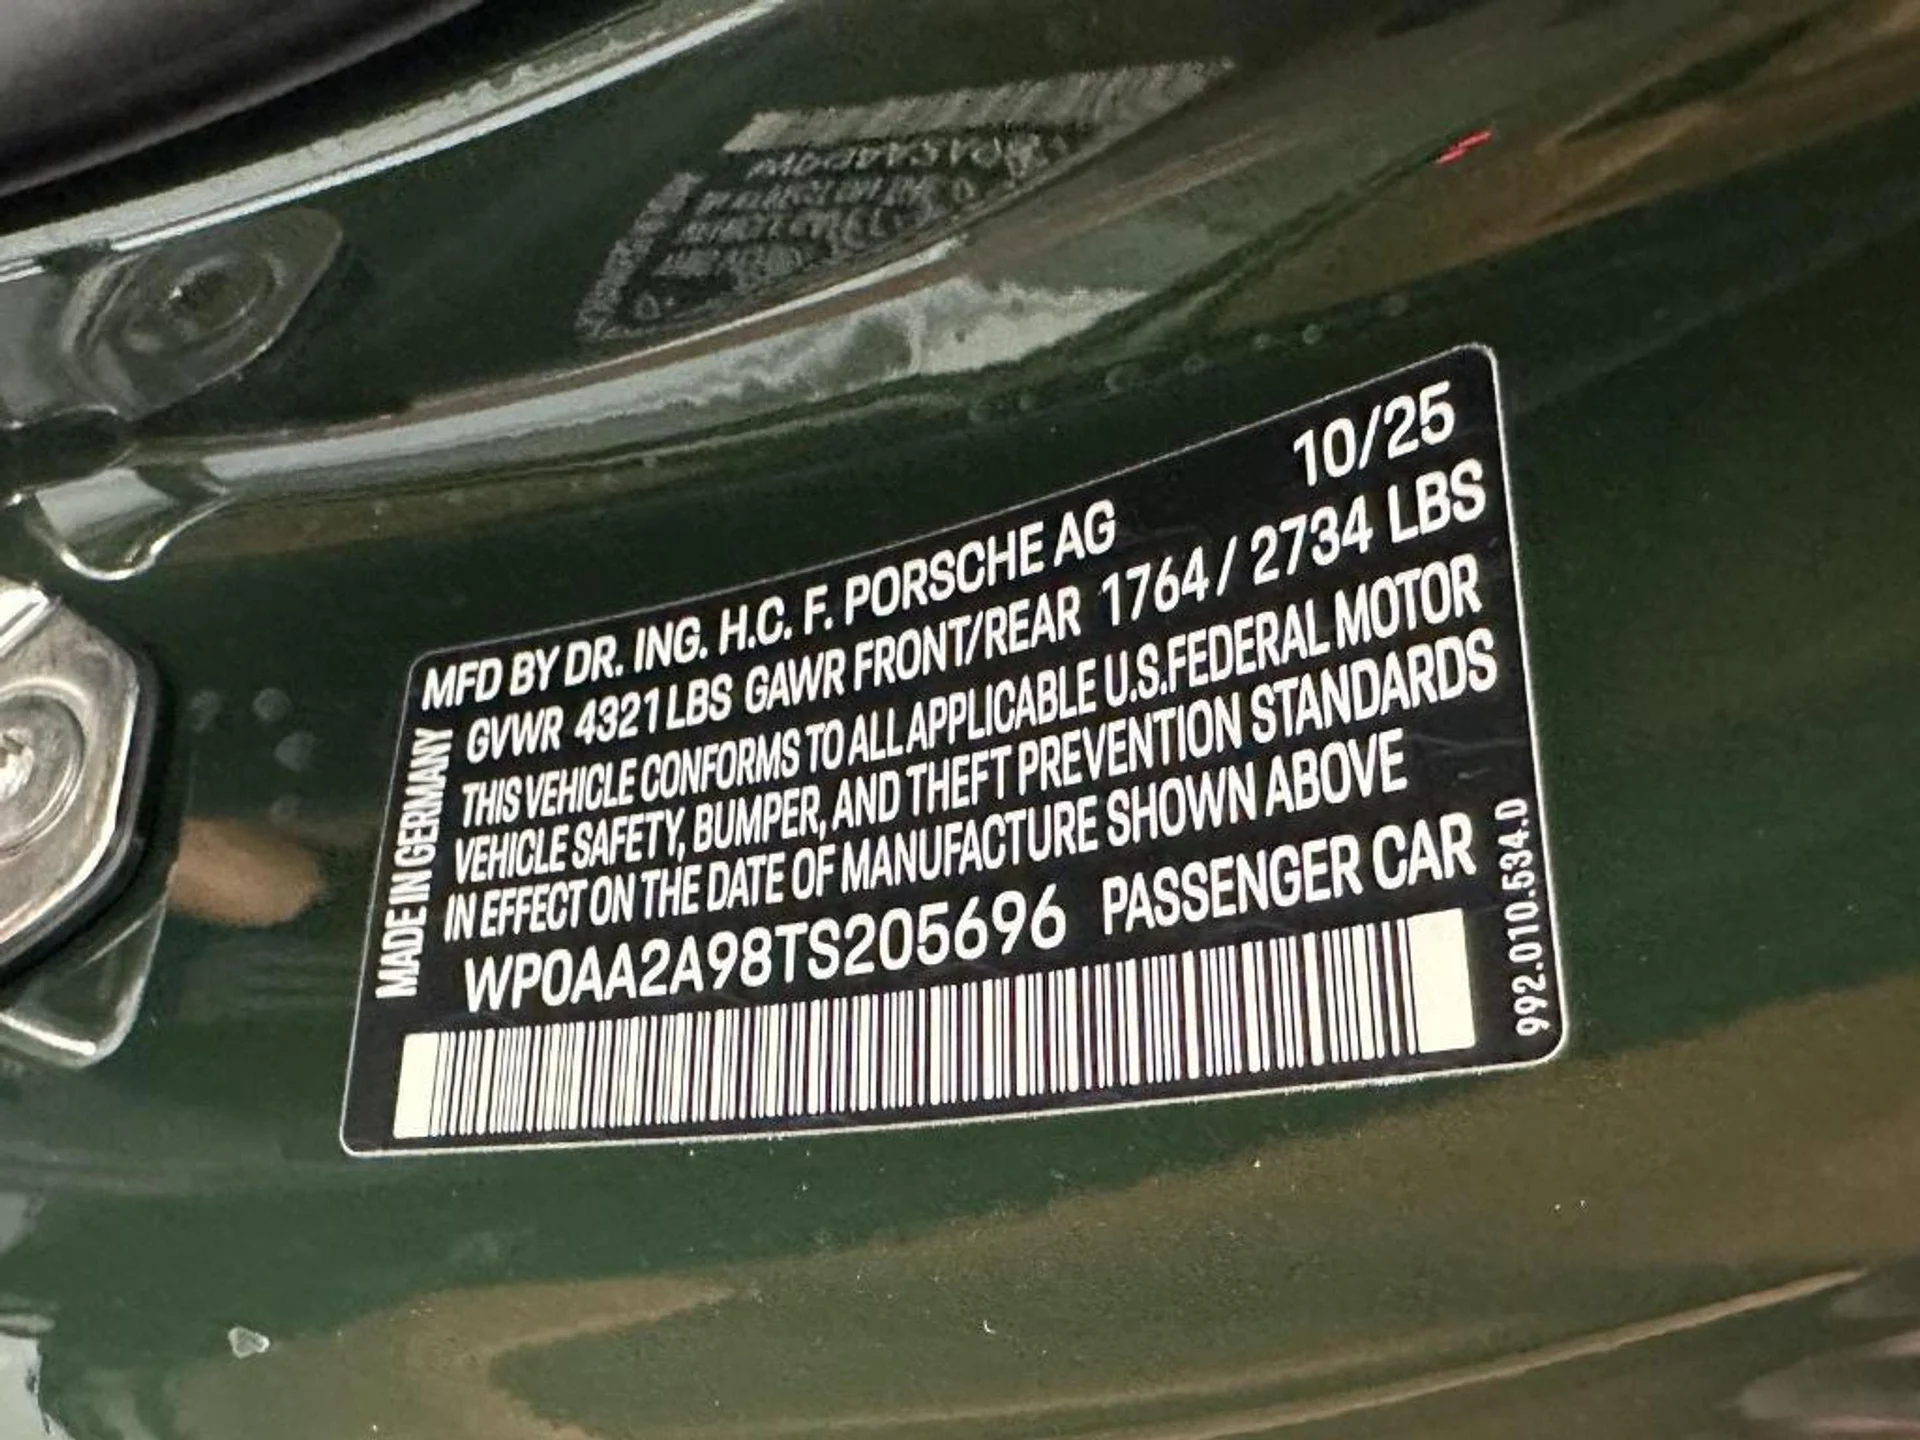 MFD BY DR. ING. H.C. F. PORSCHE AG 10/25
GVWR 4321 LBS GAWR FRONT/REAR 1764 / 2734 LBS
THIS VEHICLE CONFORMS TO ALL APPLICABLE U.S.FEDERAL MOTOR
VEHICLE SAFETY, BUMPER, AND THEFT PREVENTION STANDARDS
IN EFFECT ON THE DATE OF MANUFACTURE SHOWN ABOVE
WP0AA2A98TS205696 PASSENGER CAR
MADE IN GERMANY
992.010.534.0